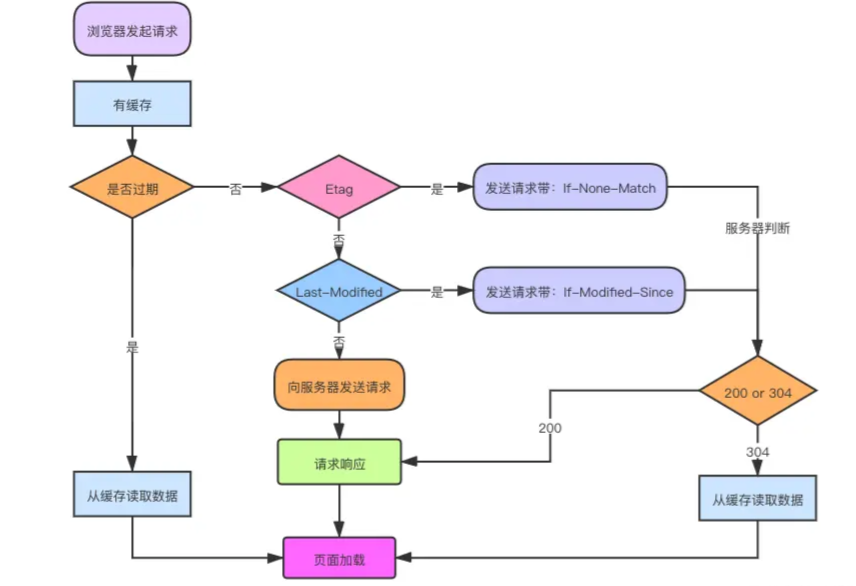 浏览器发起请求
有缓存
是否过期
否
Etag
是
发送请求带：If-None-Match
服务器判断
否
Last-Modified
是
发送请求带：If-Modified-Since
是
否
向服务器发送请求
200 or 304
200
304
请求响应
从缓存读取数据
从缓存读取数据
页面加载